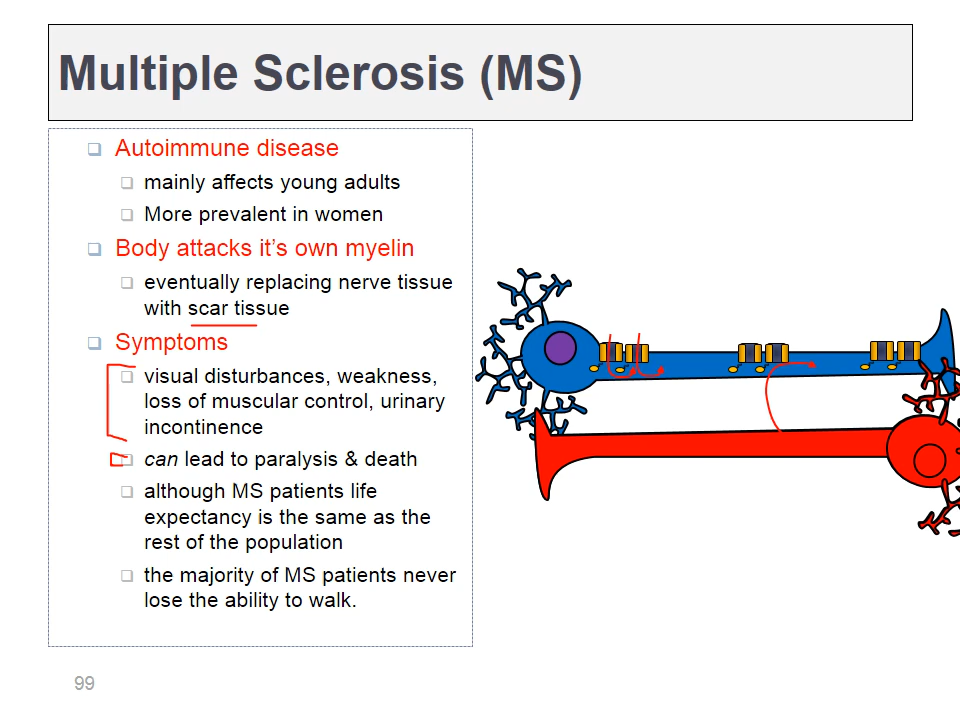 Multiple Sclerosis (MS)
Autoimmune disease
mainly affects young adults
More prevalent in women
Body attacks it’s own myelin
eventually replacing nerve tissue
with scar tissue
Symptoms
visual disturbances, weakness,
loss of muscular control, urinary
incontinence
can lead to paralysis & death
although MS patients life
expectancy is the same as the
rest of the population
the majority of MS patients never
lose the ability to walk.
99